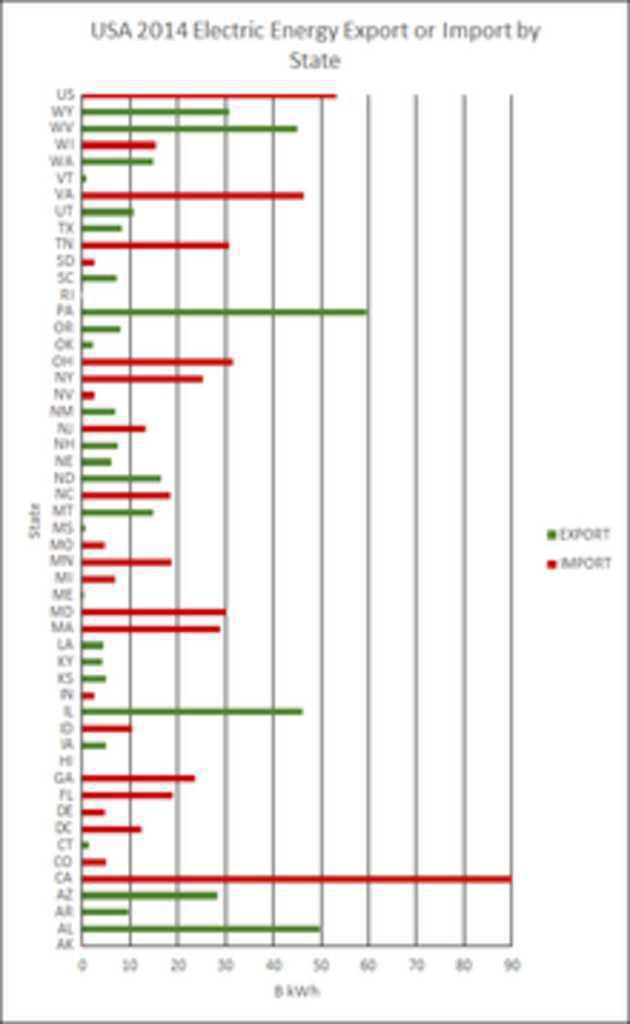 USA 2014 Electric Energy Export or Import by
State
US
WY
WV
WI
WA
VT
VA
UT
TX
TN
SD
SC
RI
PA
OR
OK
OH
NY
NV
NM
NJ
NH
NE
ND
NC
MT
MS
MO
MN
MI
ME
MD
MA
LA
KY
KS
IN
IL
ID
IA
HI
GA
FL
DE
DC
CT
CO
CA
AZ
AR
AL
AK
State
0 10 20 30 40 50 60 70 80 90
B kWh
EXPORT
IMPORT